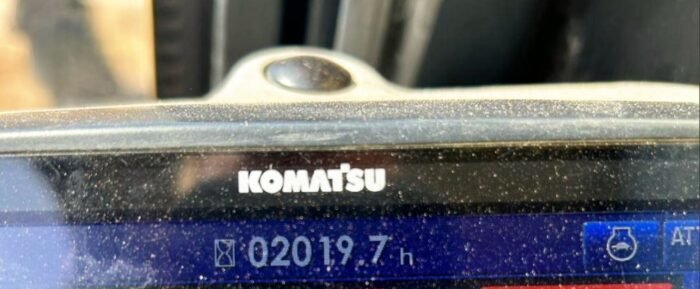 KOMATSU
02019.7 h
AT